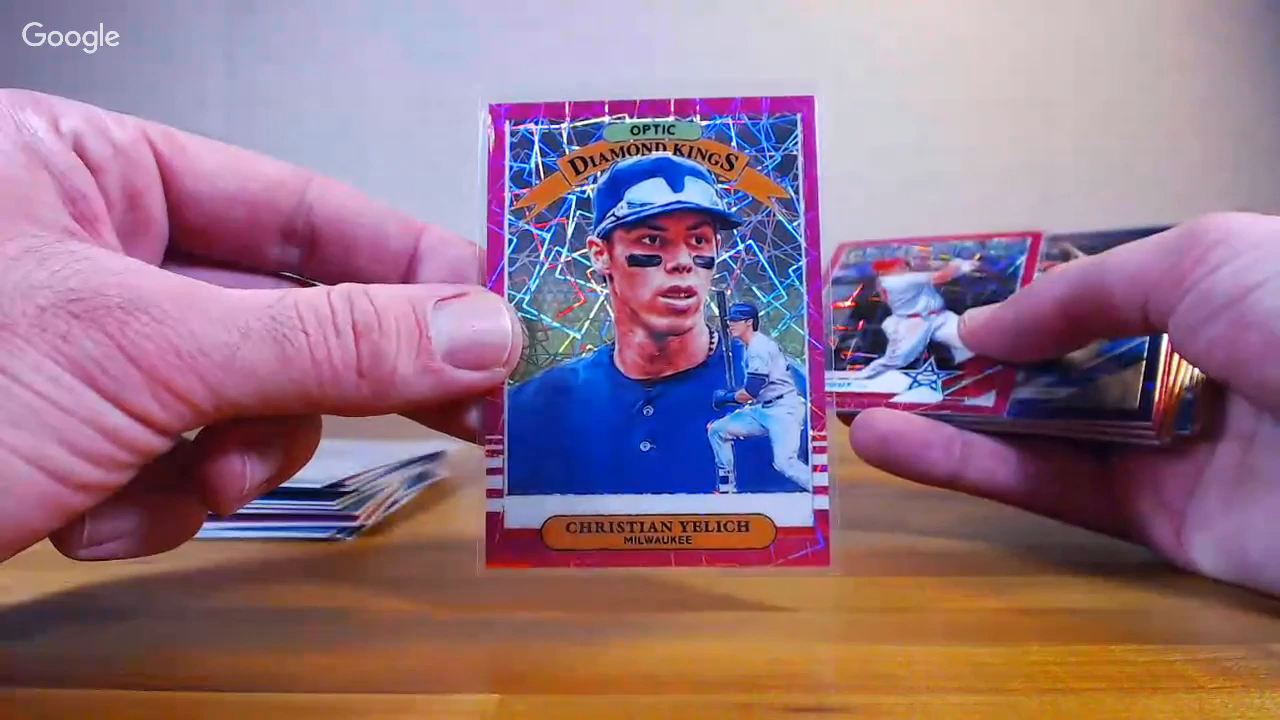 Google
OPTIC
DIAMOND KINGS
CHRISTIAN YELICH
MILWAUKEE